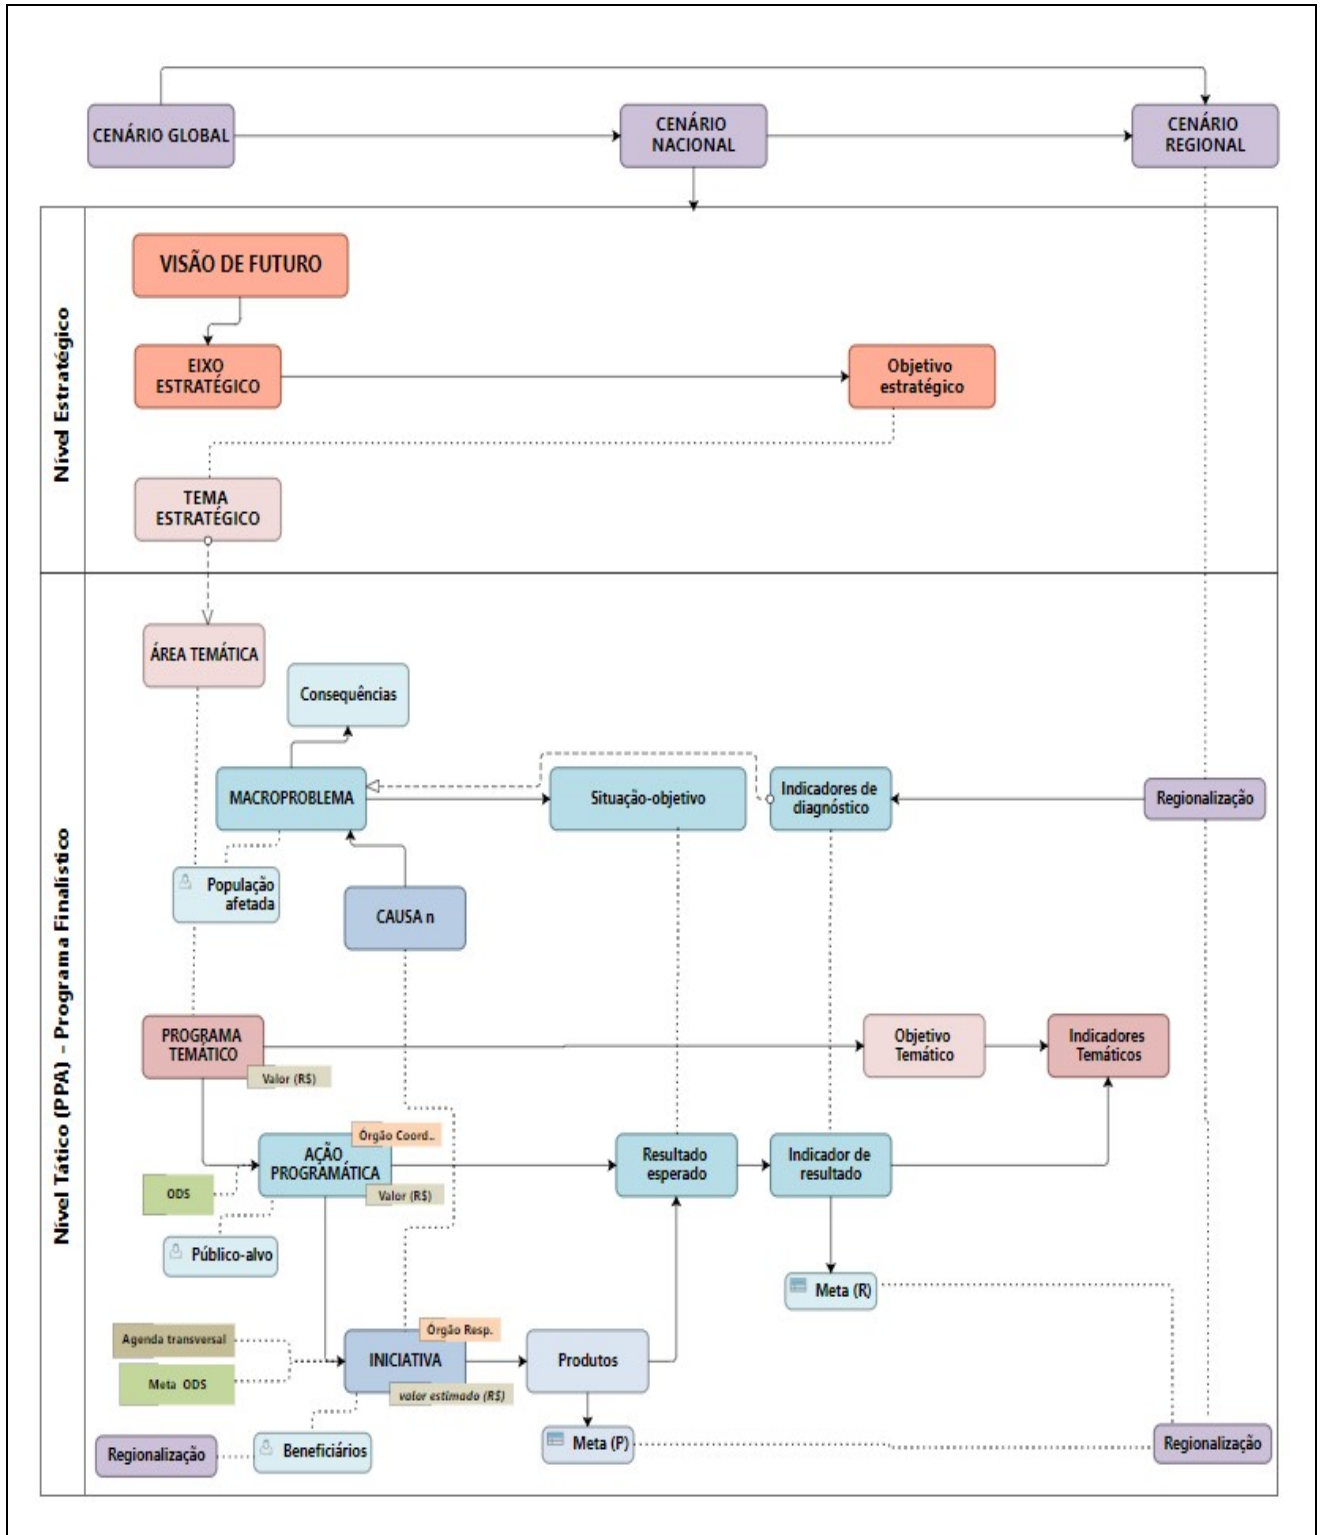 CENÁRIO GLOBAL
CENÁRIO
NACIONAL
CENÁRIO
REGIONAL
Nível Estratégico
VISÃO DE FUTURO
EIXO
ESTRATÉGICO
Objetivo
estratégico
TEMA
ESTRATÉGICO
Nível Tático (PPA) – Programa Finalístico
ÁREA TEMÁTICA
Consequências
MACROPROBLEMA
Situação-objetivo
Indicadores de
diagnóstico
Regionalização
População
afetada
CAUSA n
PROGRAMA
TEMÁTICO
Valor (R$)
Objetivo
Temático
Indicadores
Temáticos
Órgão Coord..
AÇÃO
PROGRAMÁTICA
Valor (R$)
Resultado
esperado
Indicador de
resultado
ODS
Público-alvo
Meta (R)
Agenda transversal
Meta ODS
Órgão Resp.
INICIATIVA
valor estimado (R$)
Produtos
Regionalização
Beneficiários
Meta (P)
Regionalização